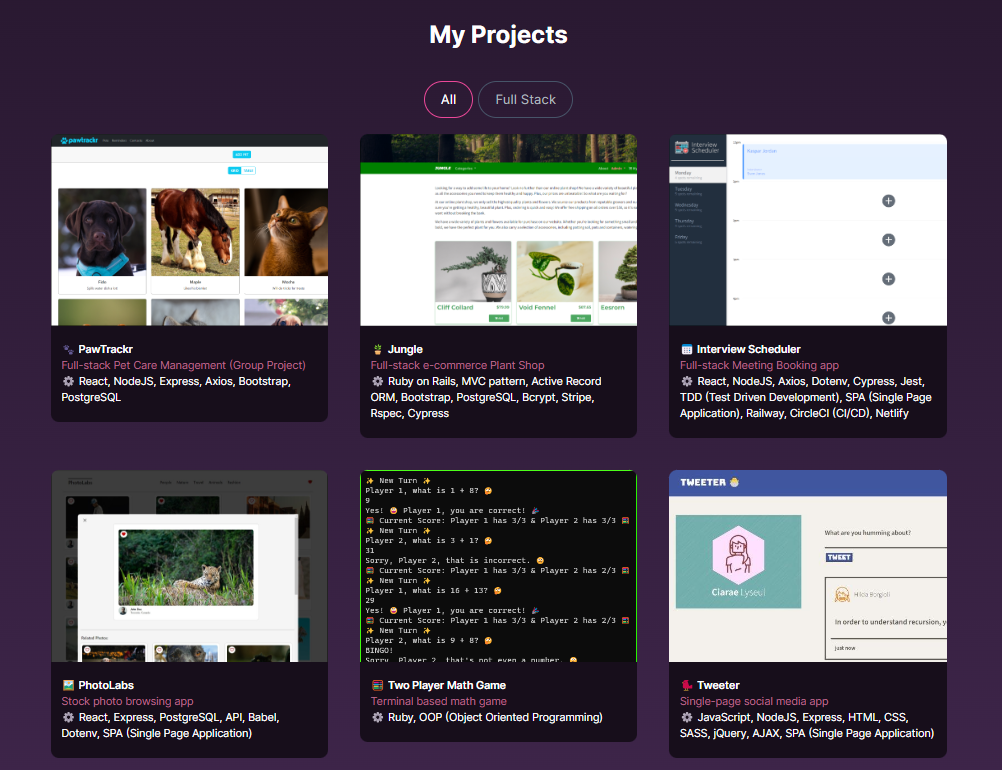 My Projects
All
Full Stack
pawtrackr
🐾 PawTrackr
Full-stack Pet Care Management (Group Project)
⚙️ React, NodeJS, Express, Axios, Bootstrap,
PostgreSQL
JUNGLE
Cliff Collard
Void Fennel
🪴 Jungle
Full-stack e-commerce Plant Shop
⚙️ Ruby on Rails, MVC pattern, Active Record
ORM, Bootstrap, PostgreSQL, Bcrypt, Stripe,
Rspec, Cypress
Interview
Scheduler
Monday
Tuesday
Wednesday
Thursday
Friday
🗓️ Interview Scheduler
Full-stack Meeting Booking app
⚙️ React, NodeJS, Axios, Dotenv, Cypress, Jest,
TDD (Test Driven Development), SPA (Single Page
Application), Railway, CircleCI (CI/CD), Netlify
PhotoLabs
Related Photos
🖼️ PhotoLabs
Stock photo browsing app
⚙️ React, Express, PostgreSQL, API, Babel,
Dotenv, SPA (Single Page Application)
✨ New Turn ✨
Player 1, what is 1 + 8? 🤔
9
Yes! 😄 Player 1, you are correct! 🎉
🧮 Current Score: Player 1 has 3/3 & Player 2 has 3/3 🧮
✨ New Turn ✨
Player 2, what is 3 + 1? 🤔
31
Sorry, Player 2, that is incorrect. 😕
🧮 Current Score: Player 1 has 3/3 & Player 2 has 2/3 🧮
✨ New Turn ✨
Player 1, what is 16 + 13? 🤔
29
Yes! 😄 Player 1, you are correct! 🎉
🧮 Current Score: Player 1 has 3/3 & Player 2 has 2/3 🧮
✨ New Turn ✨
Player 2, what is 9 + 8? 🤔
BINGO!
Sorry, Player 2, that's not even a number. 😕
🧮 Two Player Math Game
Terminal based math game
⚙️ Ruby, OOP (Object Oriented Programming)
TWEETER 🐣
What are you humming about?
TWEET
Ciarae Lyseul
In order to understand recursion, y
just now
🐦 Tweeter
Single-page social media app
⚙️ JavaScript, NodeJS, Express, HTML, CSS,
SASS, jQuery, AJAX, SPA (Single Page Application)